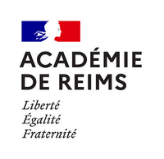 ACADÉMIE
DE REIMS
Liberté
Égalité
Fraternité